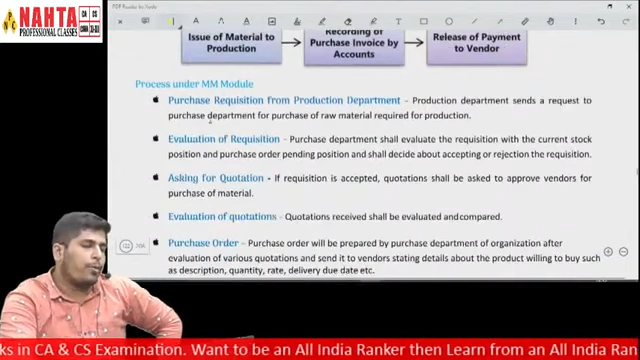 NAHTA
PROFESSIONAL CLASSES
CA CS
PDF Reader by Xodo
Issue of Material to
Production
Recording of
Purchase Invoice by
Accounts
Release of Payment
to Vendor
Process under MM Module
Purchase Requisition from Production Department – Production department sends a request to
purchase department for purchase of raw material required for production.
Evaluation of Requisition – Purchase department shall evaluate the requisition with the current stock
position and purchase order pending position and shall decide about accepting or rejection the requisition.
Asking for Quotation - If requisition is accepted, quotations shall be asked to approve vendors for
purchase of material.
Evaluation of quotations – Quotations received shall be evaluated and compared.
Purchase Order – Purchase order will be prepared by purchase department of organization after
evaluation of various quotations and send it to vendors stating details about the product willing to buy such
as description, quantity, rate, delivery due date etc.
ks in CA & CS Examination. Want to be an All India Ranker then Learn from an All India Ran